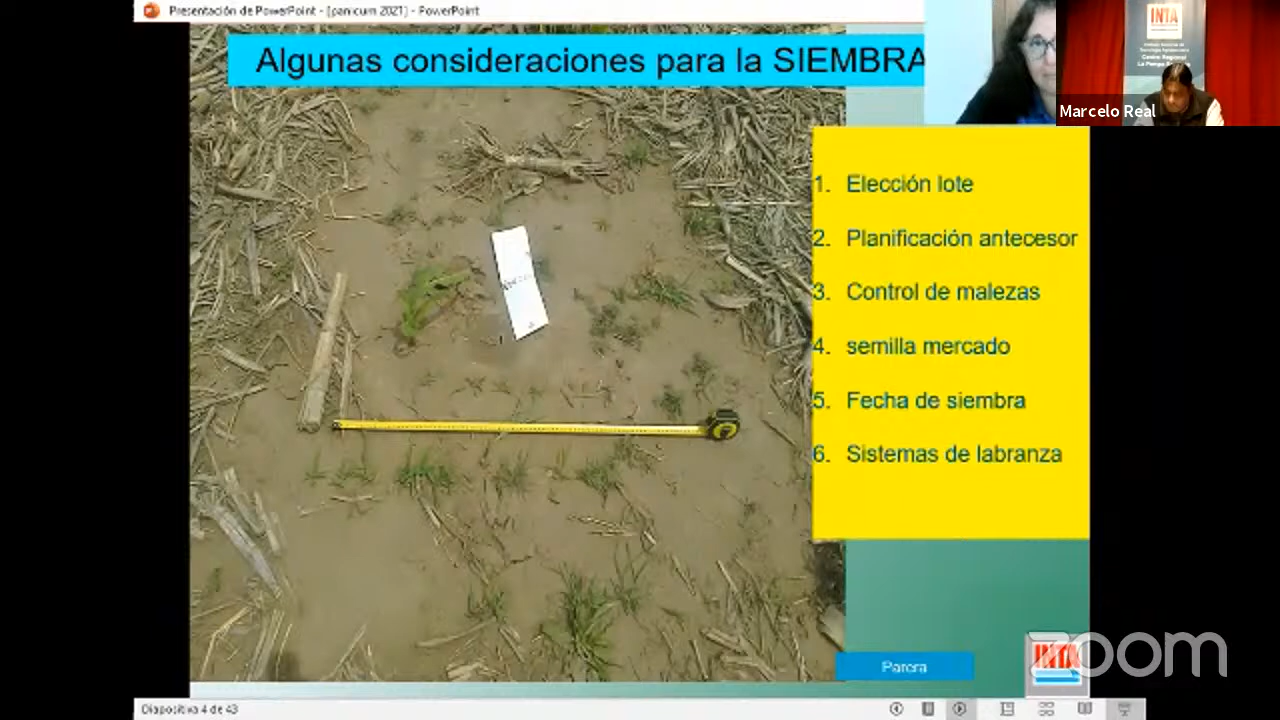 Presentación de PowerPoint - [panicum 2021] - PowerPoint
Algunas consideraciones para la SIEMBRA
INTA
Marcelo Real
1. Elección lote
2. Planificación antecesor
3. Control de malezas
4. semilla mercado
5. Fecha de siembra
6. Sistemas de labranza
Parera
INTA
zoom
Diapositiva 4 de 43